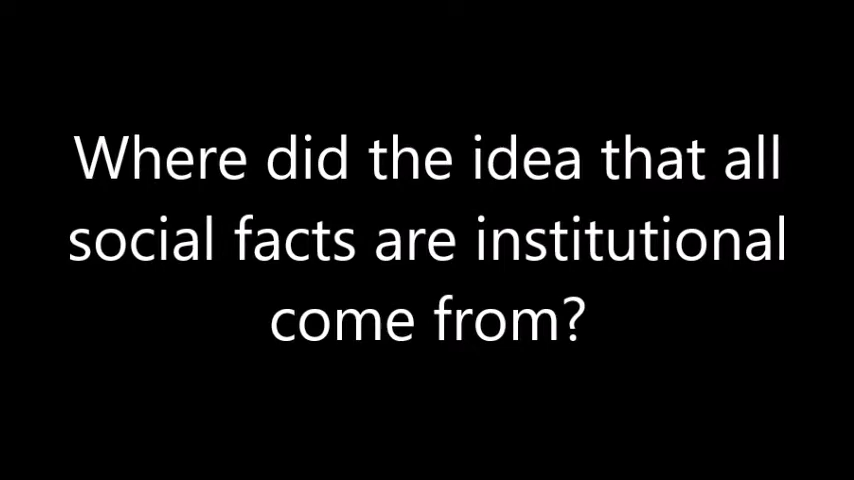 Where did the idea that all
social facts are institutional
come from?